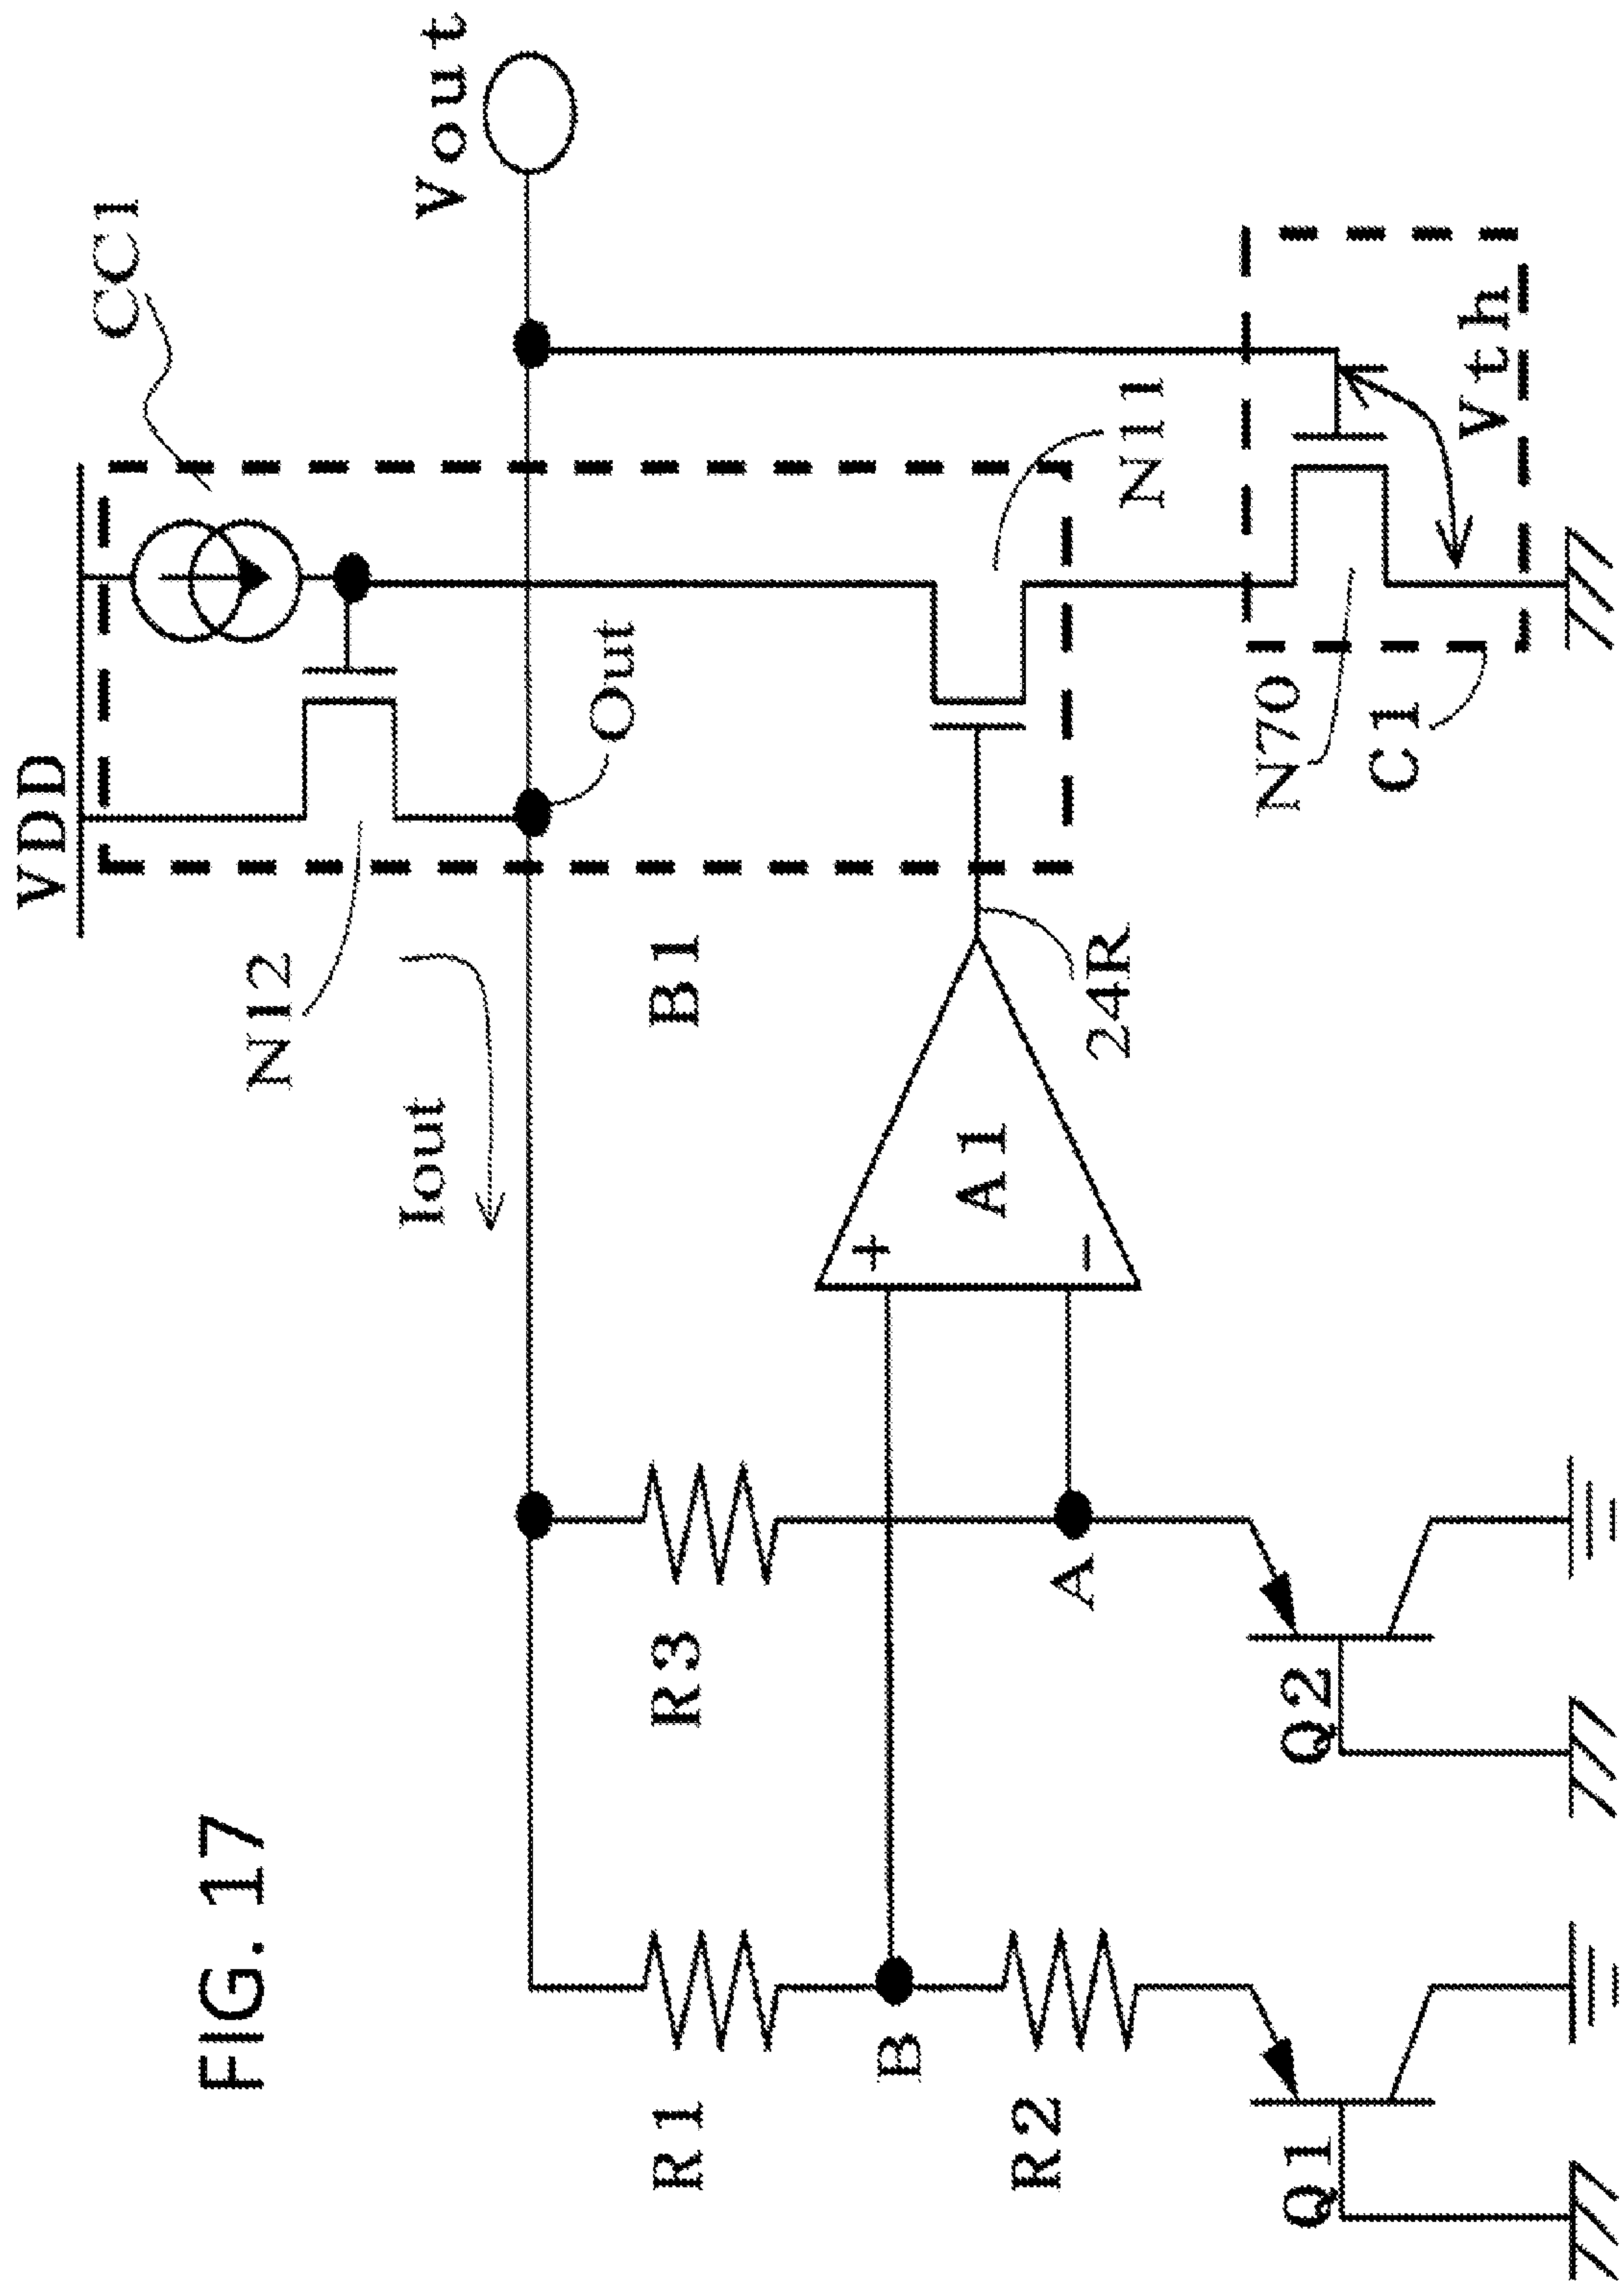 FIG. 17
VDD
CC1
Vout
N12
Iout
Out
B1
R1
R3
B
A
+
−
A1
24R
N11
R2
Q1
Q2
N70
C1
Vth